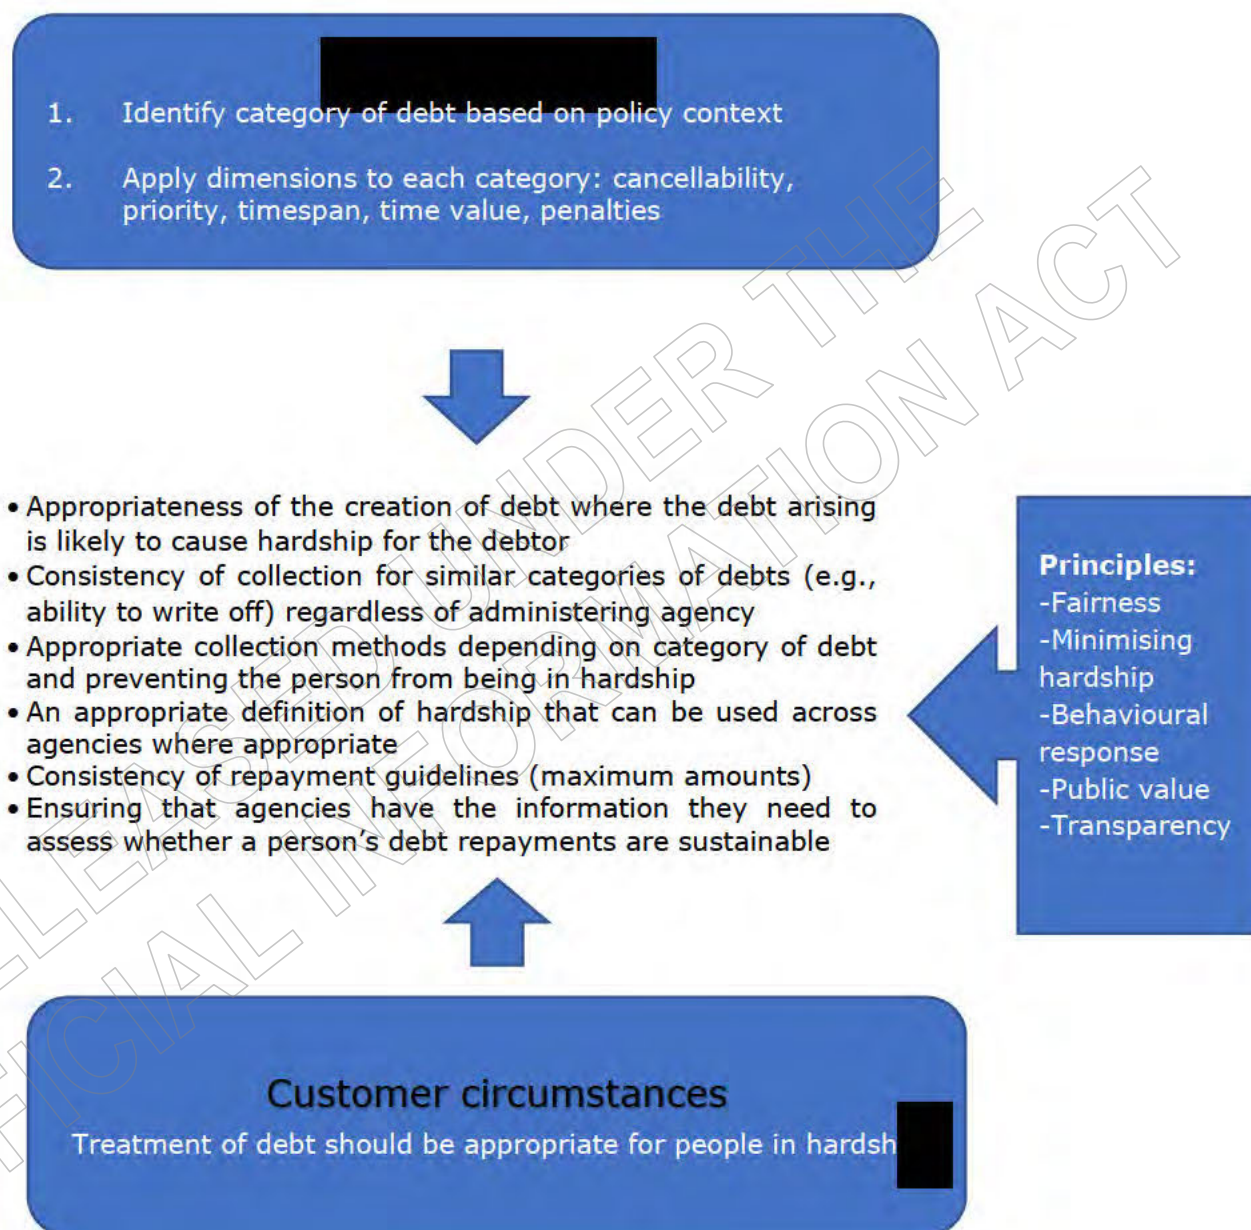 1. Identify category of debt based on policy context
2. Apply dimensions to each category: cancellability,
priority, timespan, time value, penalties
• Appropriateness of the creation of debt where the debt arising
is likely to cause hardship for the debtor
• Consistency of collection for similar categories of debts (e.g.,
ability to write off) regardless of administering agency
• Appropriate collection methods depending on category of debt
and preventing the person from being in hardship
• An appropriate definition of hardship that can be used across
agencies where appropriate
• Consistency of repayment guidelines (maximum amounts)
• Ensuring that agencies have the information they need to
assess whether a person's debt repayments are sustainable
Principles:
-Fairness
-Minimising
hardship
-Behavioural
response
-Public value
-Transparency
Customer circumstances
Treatment of debt should be appropriate for people in hardsh
ELEASED UNDER THE
FICIAL INFORMATION ACT